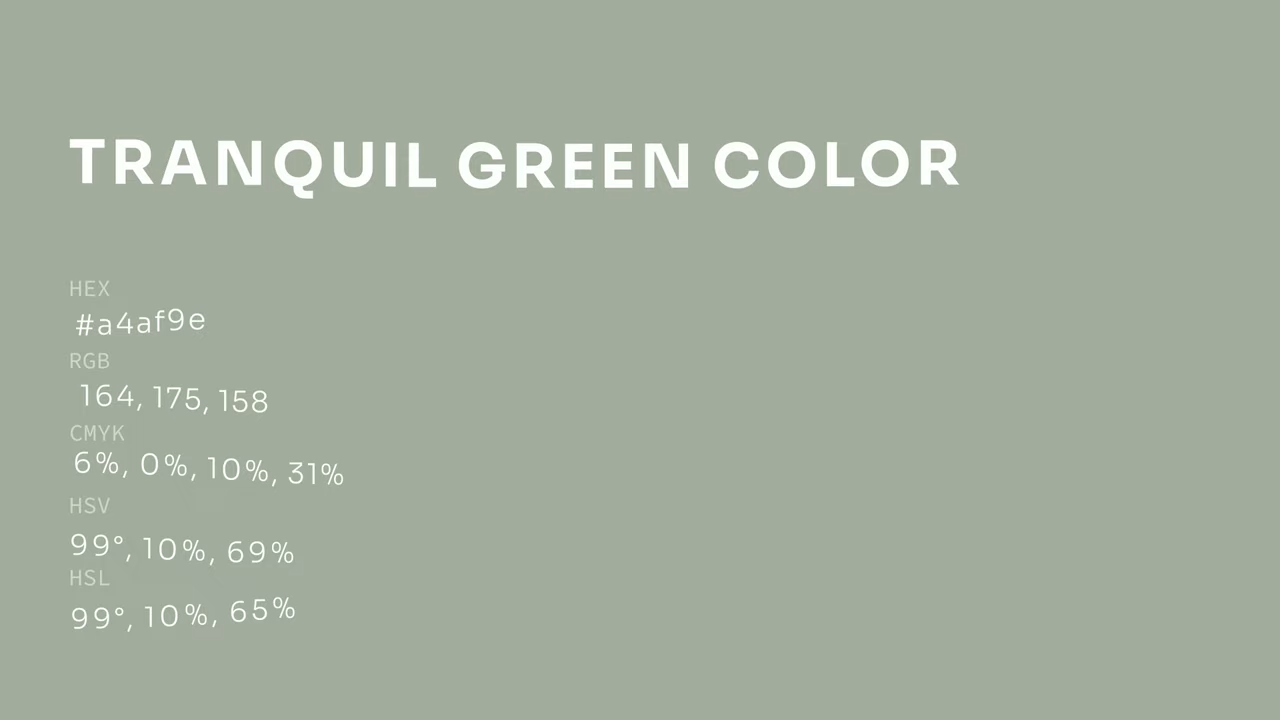 TRANQUIL GREEN COLOR
HEX
#a4af9e
RGB
164, 175, 158
CMYK
6%, 0%, 10%, 31%
HSV
99°, 10%, 69%
HSL
99°, 10%, 65%